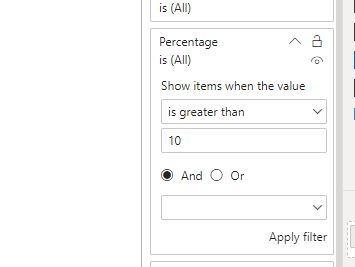 is (All)
Percentage
is (All)
Show items when the value
is greater than
10
And Or
Apply filter